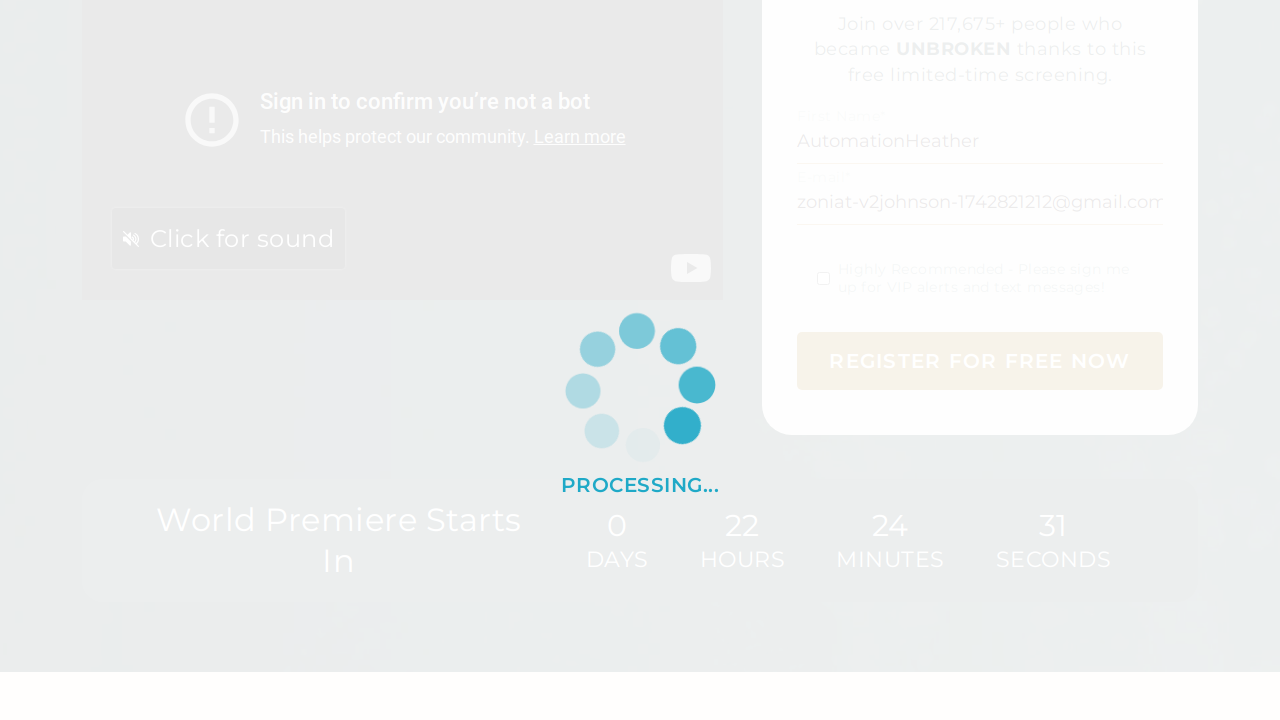 Join over 217,675+ people who
became UNBROKEN thanks to this
free limited-time screening.
Sign in to confirm you're not a bot
This helps protect our community. Learn more
AutomationHeather
zoniat-v2johnson-1742821212@gmail.com
Click for sound
Highly Recommended - Please sign me
up for VIP alerts and text messages!
REGISTER FOR FREE NOW
PROCESSING...
World Premiere Starts
In
0
DAYS
22
HOURS
24
MINUTES
31
SECONDS